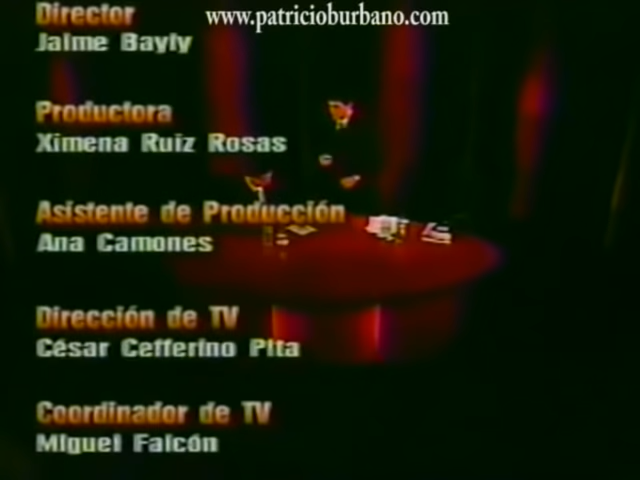 www.patricioburbano.com
Director
Jaime Bayly
Productora
Ximena Ruiz Rosas
Asistente de Producción
Ana Camones
Dirección de TV
César Cefferino Pita
Coordinador de TV
Miguel Falcón